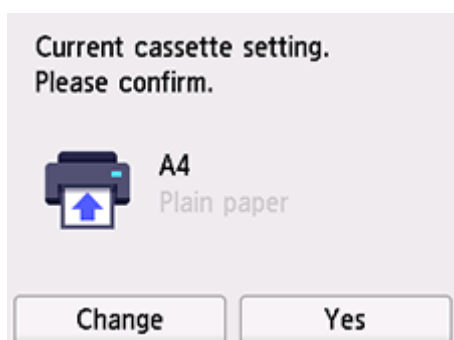 Current cassette setting.
Please confirm.
A4
Plain paper
Change
Yes